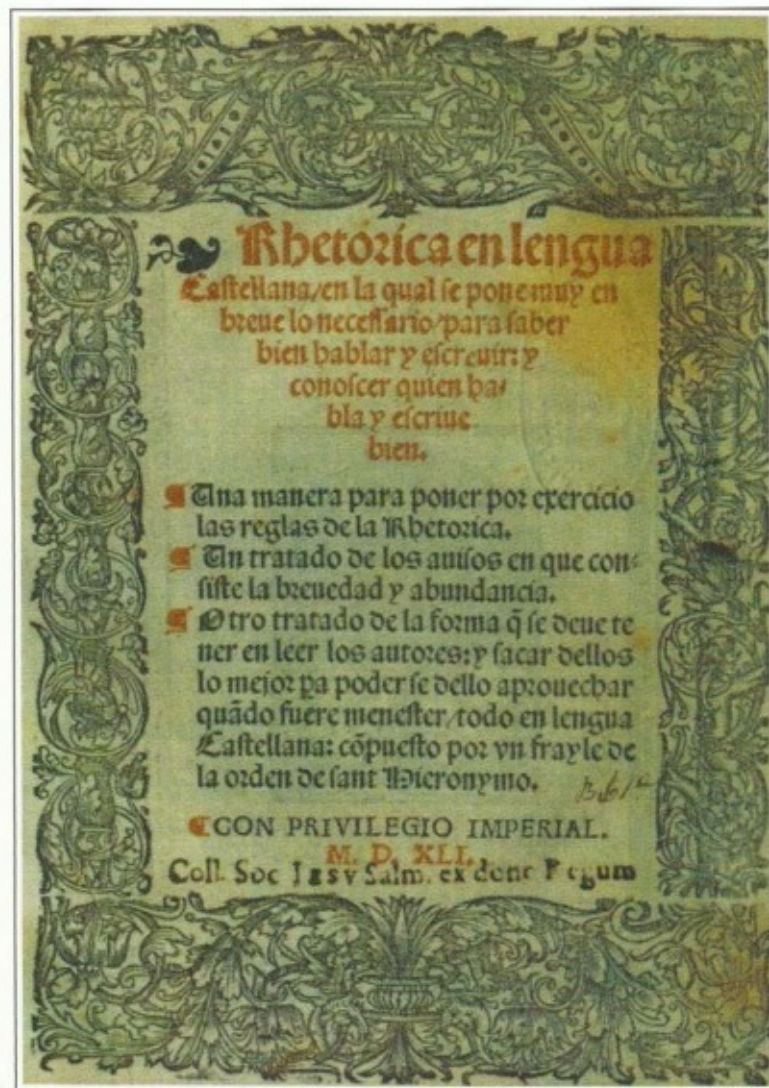 Rhetorica en lengua
Castellana/en la qual se pone muy en
breue lo necessario/para saber
bien hablar y escreuir: y
conoscer quien ha-
bla y escriue
bien.
¶ Una manera para poner por exercicio
las reglas de la Rhetorica.
¶ Un tratado de los auisos en que con-
siste la breuedad y abundancia.
¶ Otro tratado de la forma q̃ se deue te
ner en leer los autores: y sacar dellos
lo mejor pa poder se dello aprouechar
quãdo fuere menester/todo en lengua
Castellana: cõpuesto por vn frayle de
la orden de sant Hieronymo.
¶ CON PRIVILEGIO IMPERIAL.
M. D. XLI.
Coll. Soc Iesv Salm. ex dono Regum